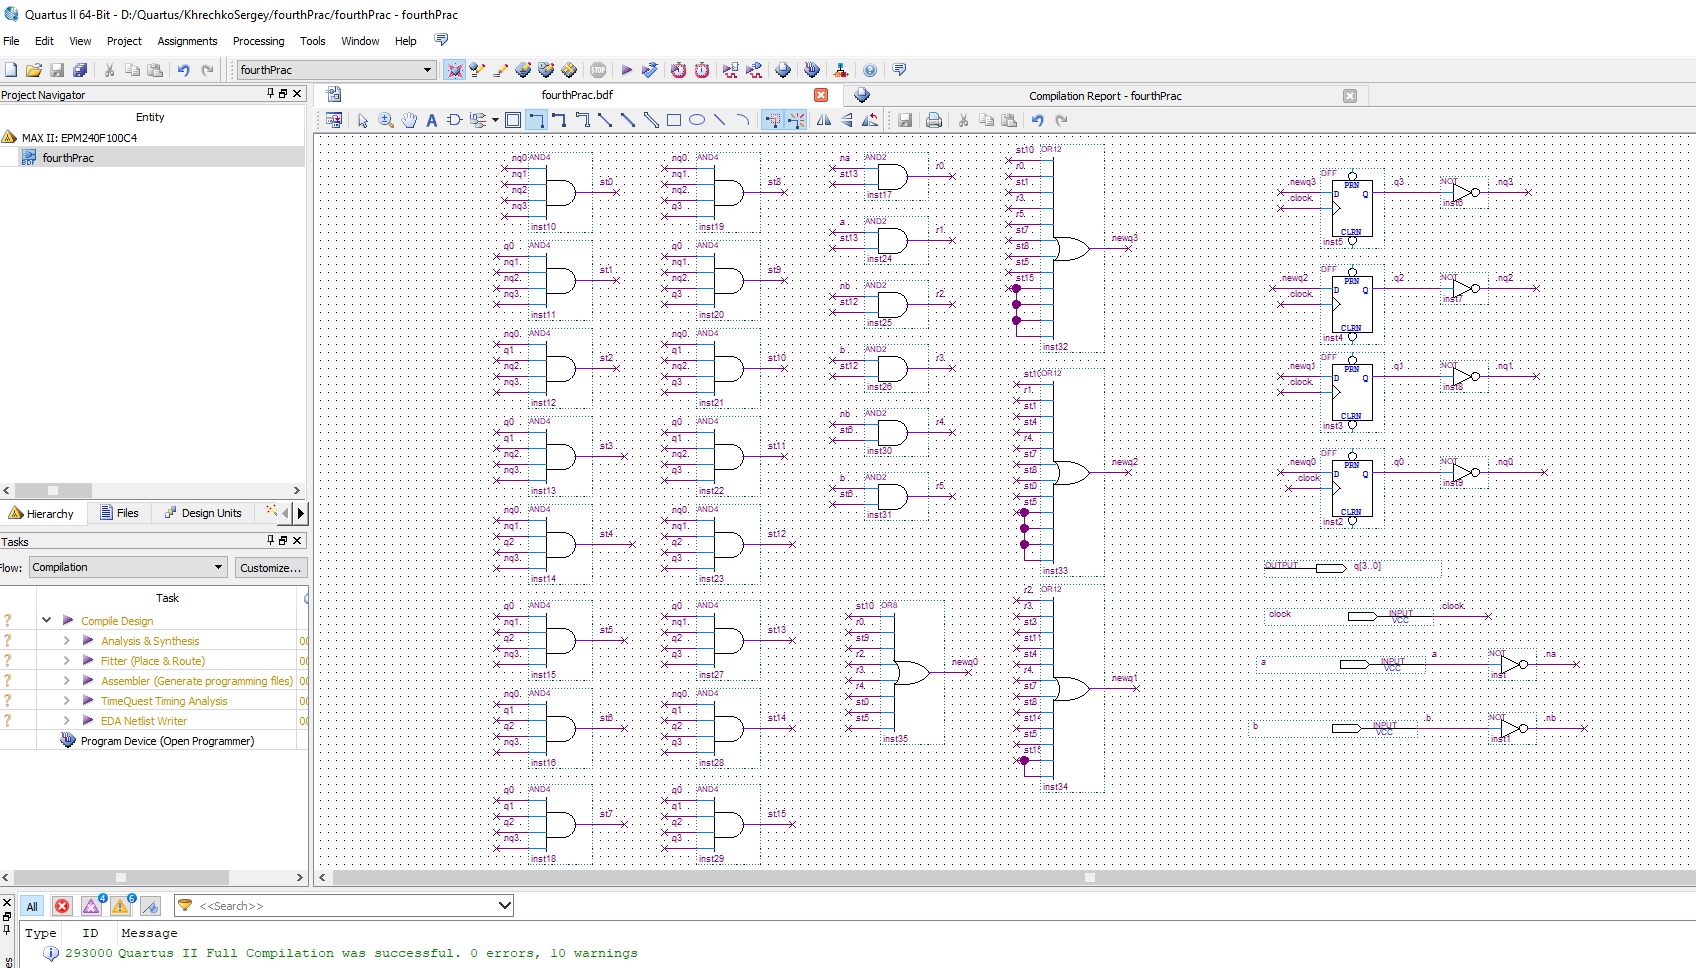 Quartus II 64-Bit - D:/Quartus/KhrechkoSergey/fourthPrac/fourthPrac - fourthPrac
File Edit View Project Assignments Processing Tools Window Help
fourthPrac
Project Navigator
Entity
MAX II: EPM240F100C4
fourthPrac
Hierarchy Files Design Units
Tasks
Flow: Compilation Customize...
Task
Compile Design
Analysis & Synthesis
Fitter (Place & Route)
Assembler (Generate programming files)
TimeQuest Timing Analysis
EDA Netlist Writer
Program Device (Open Programmer)
fourthPrac.bdf
Compilation Report - fourthPrac
nq0 AND4
nq1
nq2
nq3
st0
inst10
q0 AND4
nq1
nq2
nq3
st1
inst11
nq0 AND4
q1
nq2
nq3
st2
inst12
q0 AND4
q1
nq2
nq3
st3
inst13
nq0 AND4
nq1
q2
nq3
st4
inst14
q0 AND4
nq1
q2
nq3
st5
inst15
nq0 AND4
q1
q2
nq3
st6
inst16
q0 AND4
q1
q2
nq3
st7
inst18
nq0 AND4
nq1
nq2
q3
st8
inst19
q0 AND4
nq1
nq2
q3
st9
inst20
nq0 AND4
q1
nq2
q3
st10
inst21
q0 AND4
q1
nq2
q3
st11
inst22
nq0 AND4
nq1
q2
q3
st12
inst23
q0 AND4
nq1
q2
q3
st13
inst27
nq0 AND4
q1
q2
q3
st14
inst28
q0 AND4
q1
q2
q3
st15
inst29
na AND2
st13
r0
inst17
a AND2
st13
r1
inst24
nb AND2
st12
r2
inst25
b AND2
st12
r3
inst26
nb AND2
st6
r4
inst30
b AND2
st6
r5
inst31
st10 OR8
r0
st9
r2
r3
r4
st0
st5
newq0
inst35
st10 OR12
r0
st1
r3
r5
st7
st8
st5
st15
newq3
inst32
OR12
r1
st1
st4
r4
st7
st8
st0
st5
newq2
inst33
r2 OR12
r3
st3
st11
st4
r4
st7
st8
st14
st5
newq1
inst34
DFF
newq3
clock
D PRN Q
CLRN
inst5
q3
NOT
inst6
nq3
DFF
newq2
clock
D PRN Q
CLRN
inst4
q2
NOT
inst7
nq2
DFF
newq1
clock
D PRN Q
CLRN
inst3
q1
NOT
inst8
nq1
DFF
newq0
clock
D PRN Q
CLRN
inst2
q0
NOT
inst9
nq0
OUTPUT q[3..0]
clock INPUT VCC clock
a INPUT VCC a NOT inst na
b INPUT VCC b NOT inst1 nb
All 4 6 <<Search>>
Type ID Message
293000 Quartus II Full Compilation was successful. 0 errors, 10 warnings